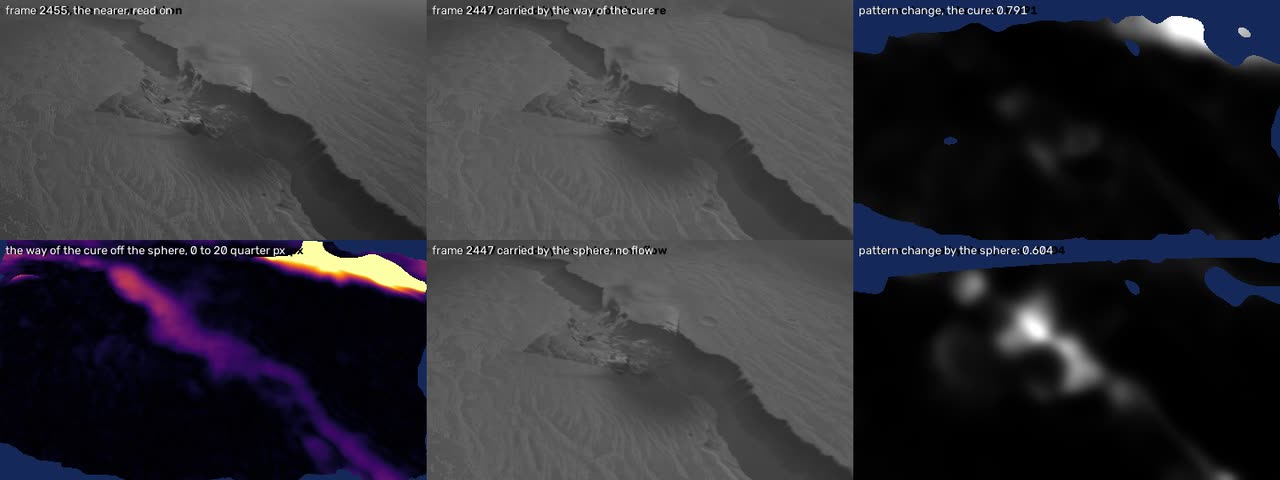 frame 2455, the nearer, read on
frame 2447 carried by the way of the cure
pattern change, the cure: 0.791
the way of the cure off the sphere, 0 to 20 quarter px
frame 2447 carried by the sphere, no flow
pattern change by the sphere: 0.604